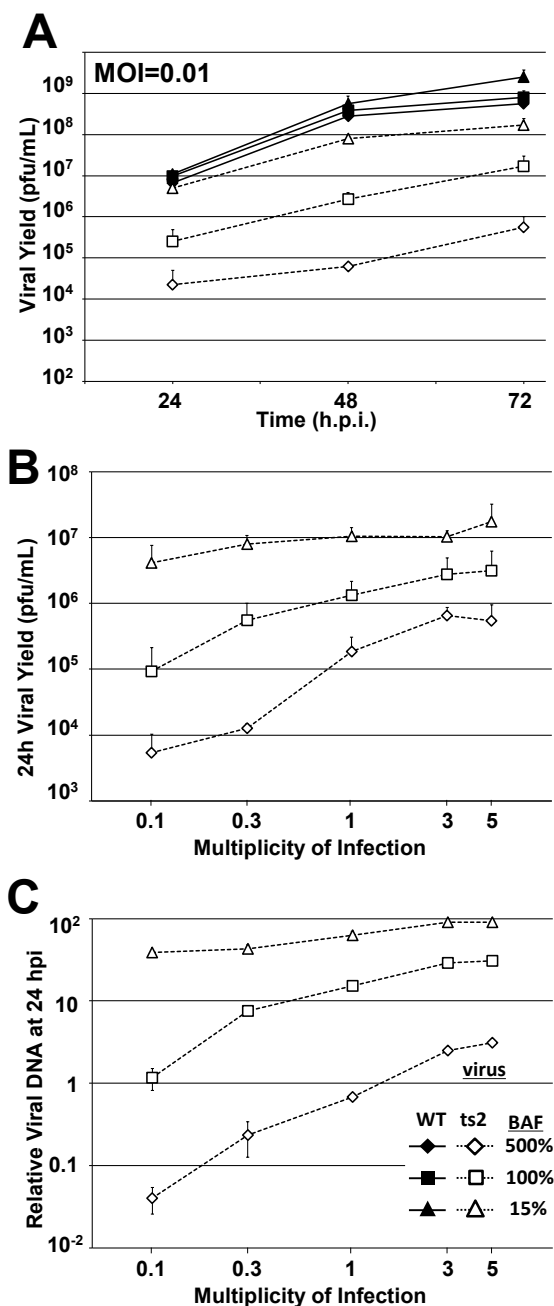 A
MOI=0.01
10⁹
10⁸
10⁷
10⁶
10⁵
10⁴
10³
10²
Viral Yield (pfu/mL)
24 48 72
Time (h.p.i.)
B
10⁸
10⁷
10⁶
10⁵
10⁴
10³
24h Viral Yield (pfu/mL)
0.1 0.3 1 3 5
Multiplicity of Infection
C
10²
10
1
0.1
10⁻²
Relative Viral DNA at 24 hpi
virus
WT ts2 BAF
500%
100%
15%
0.1 0.3 1 3 5
Multiplicity of Infection